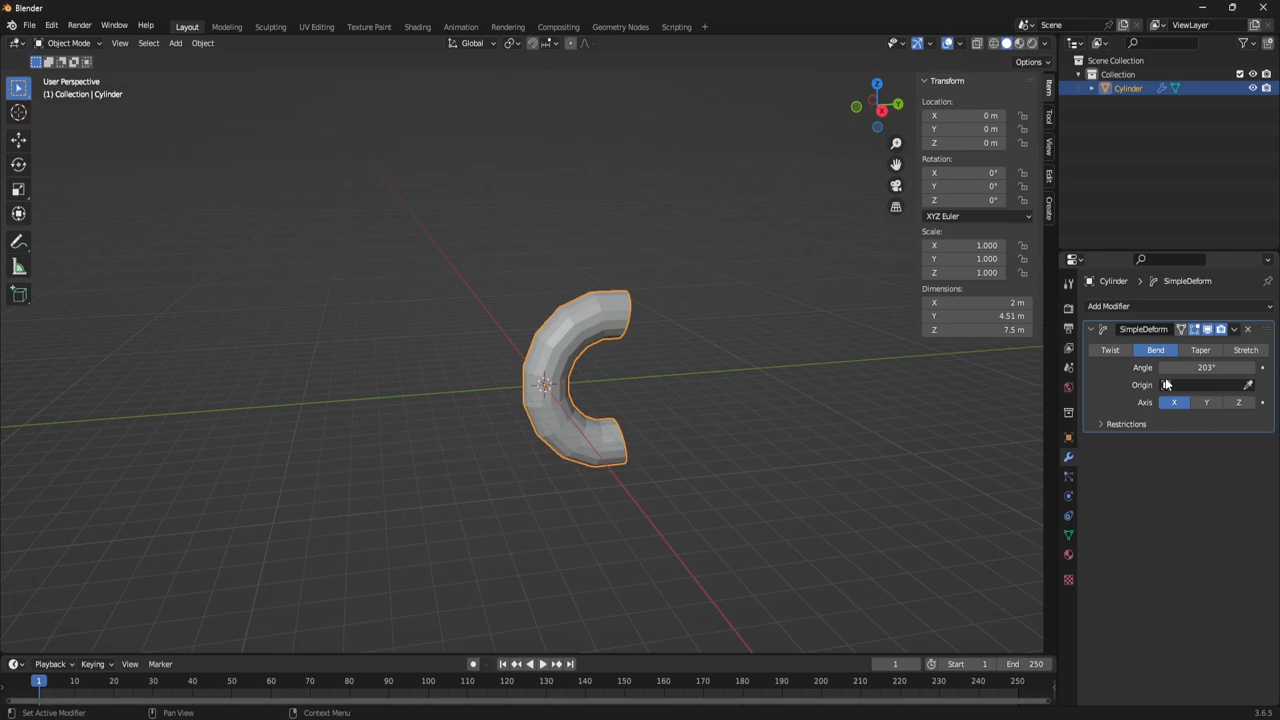 Blender
File Edit Render Window Help Layout Modeling Sculpting UV Editing Texture Paint Shading Animation Rendering Compositing Geometry Nodes Scripting + Scene ViewLayer
Object Mode View Select Add Object Global
Options
User Perspective
(1) Collection | Cylinder
Z
Y
X
Transform
Location:
X 0 m
Y 0 m
Z 0 m
Rotation:
X 0°
Y 0°
Z 0°
XYZ Euler
Scale:
X 1.000
Y 1.000
Z 1.000
Dimensions:
X 2 m
Y 4.51 m
Z 7.5 m
Item
Tool
View
Edit
Create
Scene Collection
Collection
Cylinder
Cylinder SimpleDeform
Add Modifier
SimpleDeform
Twist Bend Taper Stretch
Angle 203°
Origin
Axis X Y Z
Restrictions
Playback Keying View Marker 1 Start 1 End 250
1 10 20 30 40 50 60 70 80 90 100 110 120 130 140 150 160 170 180 190 200 210 220 230 240 250
Set Active Modifier Pan View Context Menu 3.6.5